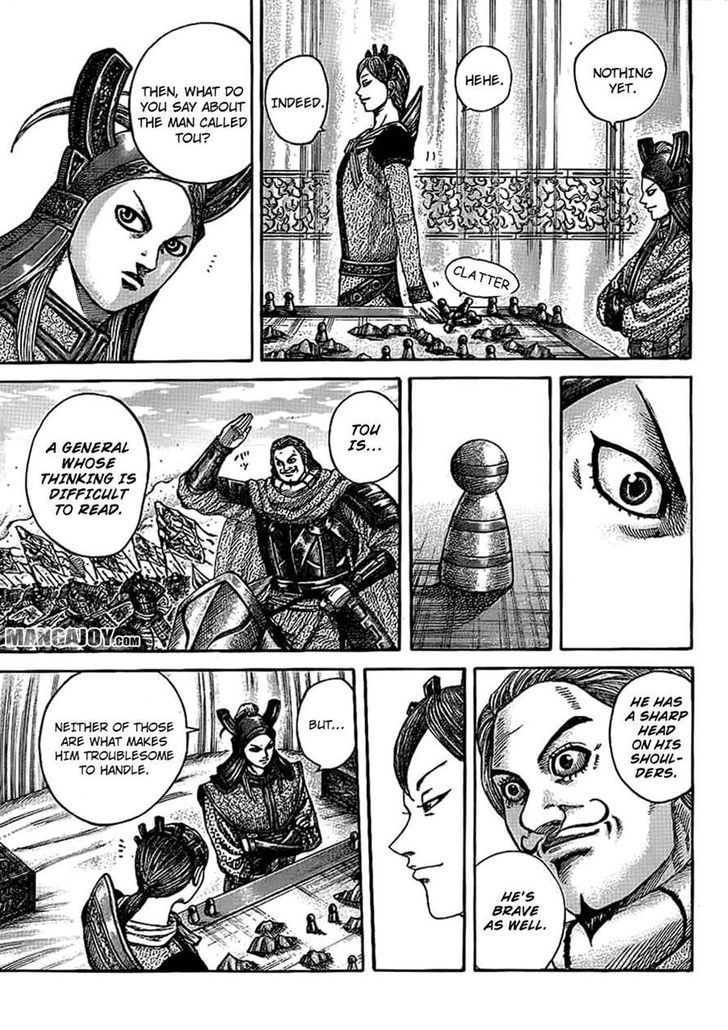 NOTHING
YET.
HEHE.
INDEED.
CLATTER
THEN, WHAT DO
YOU SAY ABOUT
THE MAN CALLED
TOU?
TOU
IS...
A GENERAL
WHOSE
THINKING IS
DIFFICULT
TO READ.
MANGAJOY.COM
HE HAS
A SHARP
HEAD
ON HIS
SHOUL-
DERS.
HE'S
BRAVE
AS WELL.
BUT...
NEITHER OF THOSE
ARE WHAT MAKES
HIM TROUBLESOME
TO HANDLE.